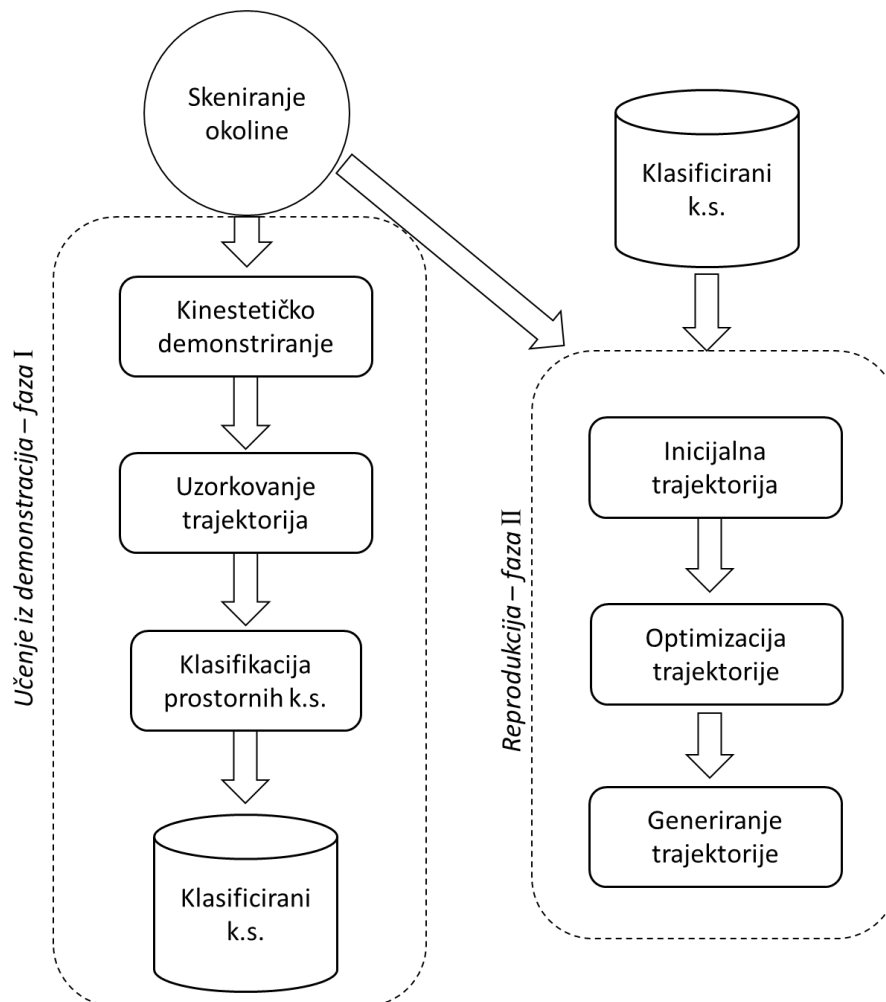 Skeniranje
okoline
Učenje iz demonstracija – faza I
Kinestetičko
demonstriranje
Uzorkovanje
trajektorija
Klasifikacija
prostornih k.s.
Klasificirani
k.s.
Klasificirani
k.s.
Reprodukcija – faza II
Inicijalna
trajektorija
Optimizacija
trajektorije
Generiranje
trajektorije